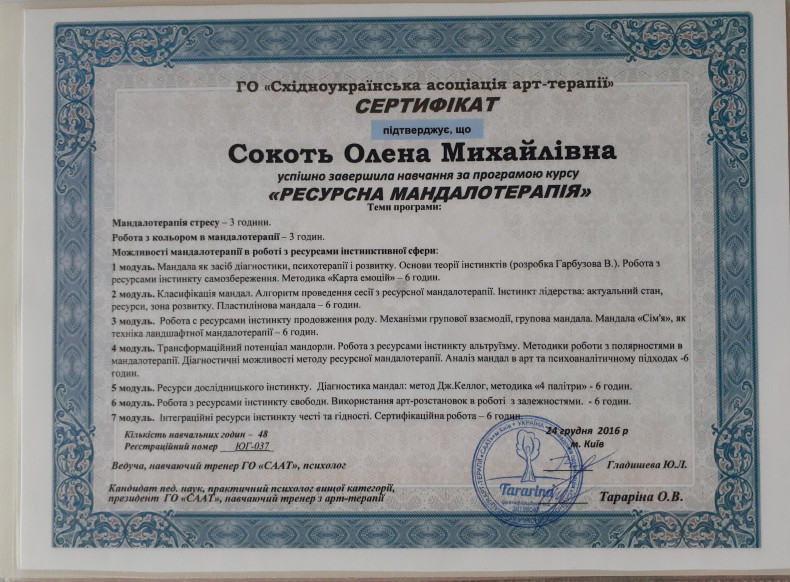 ГО «Східноукраїнська асоціація арт-терапії»
СЕРТИФІКАТ
підтверджує, що
Сокоть Олена Михайлівна
успішно завершила навчання за програмою курсу
«РЕСУРСНА МАНДАЛОТЕРАПІЯ»
Теми програми:
Мандалотерапія стресу – 3 години.
Робота з кольором в мандалотерапії – 3 годин.
Можливості мандалотерапії в роботі з ресурсами інстинктивної сфери:
1 модуль. Мандала як засіб діагностики, психотерапії і розвитку. Основи теорії інстинктів (розробка Гарбузова В.). Робота з
ресурсами інстинкту самозбереження. Методика «Карта емоцій» – 6 годин.
2 модуль. Класифікація мандал. Алгоритм проведення сесії з ресурсної мандалотерапії. Інстинкт лідерства: актуальний стан,
ресурси, зона розвитку. Пластилінова мандала – 6 годин.
3 модуль. Робота с ресурсами інстинкту продовження роду. Механізми групової взаємодії, групова мандала. Мандала «Сім'я», як
техніка ландшафтної мандалотерапії – 6 годин.
4 модуль. Трансформаційний потенціал мандорли. Робота з ресурсами інстинкту альтруїзму. Методики роботи з полярностями в
мандалотерапії. Діагностичні можливості методу ресурсної мандалотерапії. Аналіз мандал в арт та психоаналітичному підходах -6
годин.
5 модуль. Ресурси дослідницького інстинкту. Діагностика мандал: метод Дж.Келлог, методика «4 палітри» - 6 годин.
6 модуль. Робота з ресурсами інстинкту свободи. Використання арт-розстановок в роботі з залежностями. - 6 годин.
7 модуль. Інтеграційні ресурси інстинкту честі та гідності. Сертифікаційна робота – 6 годин.
Кількість навчальних годин – 48
24 грудня 2016 р
Реєстраційний номер ЮГ-037
м. Київ
Ведуча, навчаючий тренер ГО «СААТ», психолог
Гладишева Ю.Л.
Tararina
Кандидат пед. наук, практичний психолог вищої категорії,
президент ГО «СААТ», навчаючий тренер з арт-терапії
Тараріна О.В.